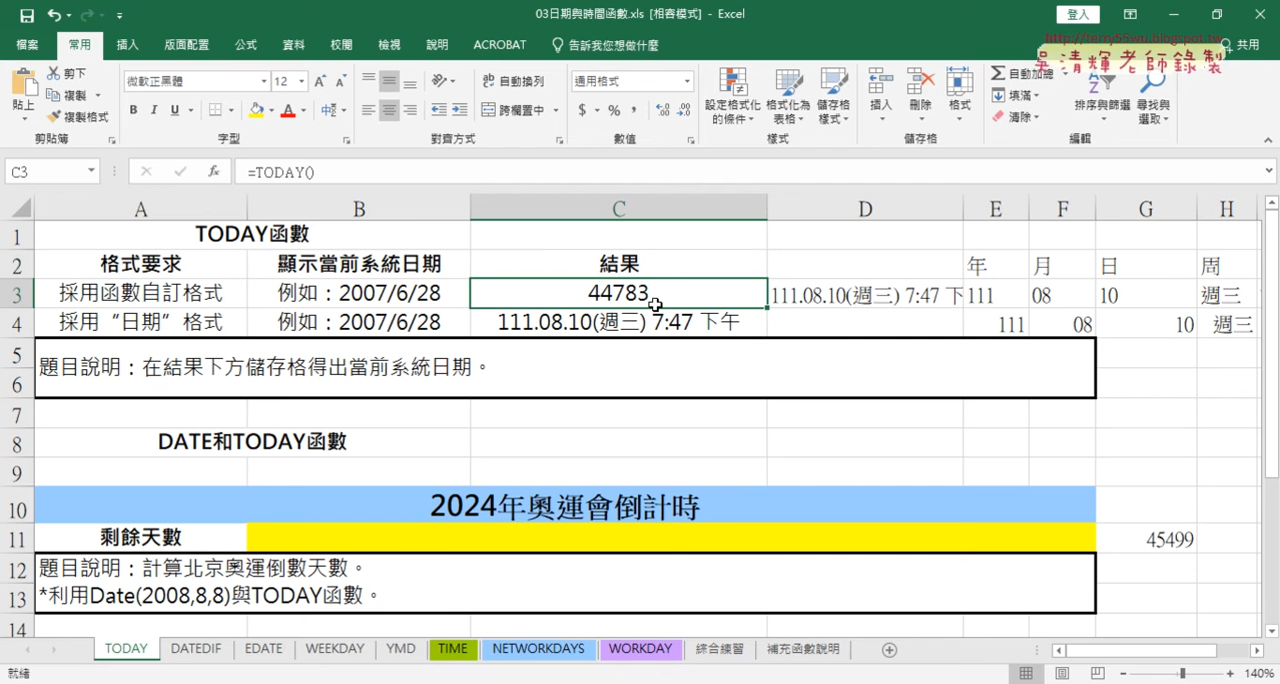 03日期與時間函數.xls [相容模式] - Excel
登入
檔案 常用 插入 版面配置 公式 資料 校閱 檢視 說明 ACROBAT 告訴我您想做什麼 共用
http://terry55wu.blogspot.tw
吳清輝老師錄製
貼上 剪下 複製 複製格式 剪貼簿
微軟正黑體 12 B I U A 中 字型
自動換列 跨欄置中 對齊方式
通用格式 $ % , 數值
設定格式化的條件 格式化為表格 儲存格樣式 樣式
插入 刪除 格式 儲存格
自動加總 填滿 清除 排序與篩選 尋找與選取 編輯
C3 fx =TODAY()
A B C D E F G H
1 TODAY函數
2 格式要求 顯示當前系統日期 結果 年 月 日 周
3 採用函數自訂格式 例如：2007/6/28 44783 111.08.10(週三) 7:47 下 111 08 10 週三
4 採用“日期”格式 例如：2007/6/28 111.08.10(週三) 7:47 下午 111 08 10 週三
5 題目說明：在結果下方儲存格得出當前系統日期。
6
7
8 DATE和TODAY函數
9
10 2024年奧運會倒計時
11 剩餘天數 45499
12 題目說明：計算北京奧運倒數天數。
13 *利用Date(2008,8,8)與TODAY函數。
14
TODAY DATEDIF EDATE WEEKDAY YMD TIME NETWORKDAYS WORKDAY 綜合練習 補充函數說明
就緒 140%